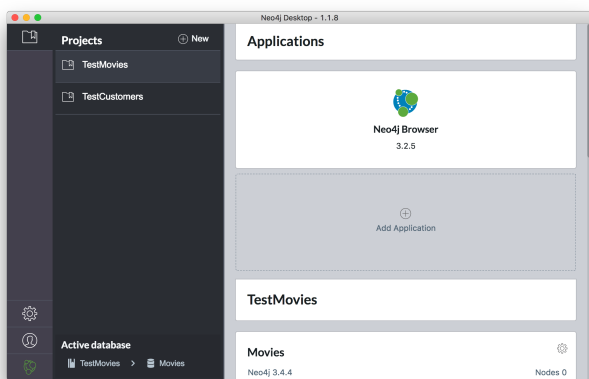 Neo4j Desktop - 1.1.8
Projects
New
TestMovies
TestCustomers
Active database
TestMovies > Movies
Applications
Neo4j Browser
3.2.5
Add Application
TestMovies
Movies
Neo4j 3.4.4
Nodes 0